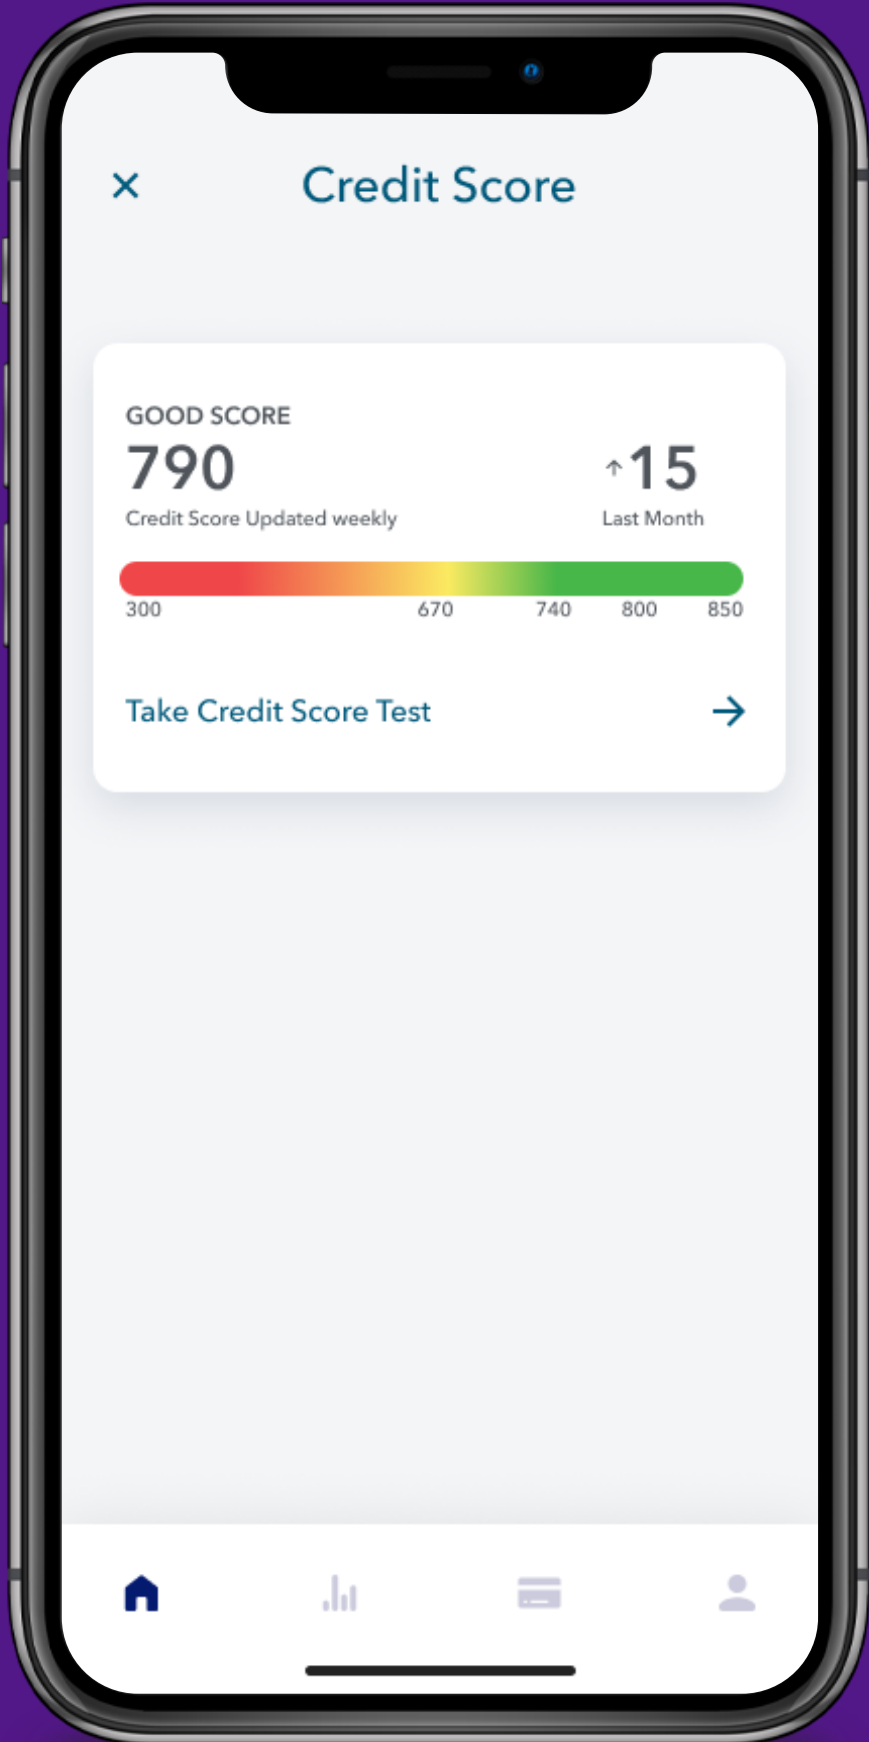 Credit Score
GOOD SCORE
790
↑15
Credit Score Updated weekly
Last Month
300 670 740 800 850
Take Credit Score Test